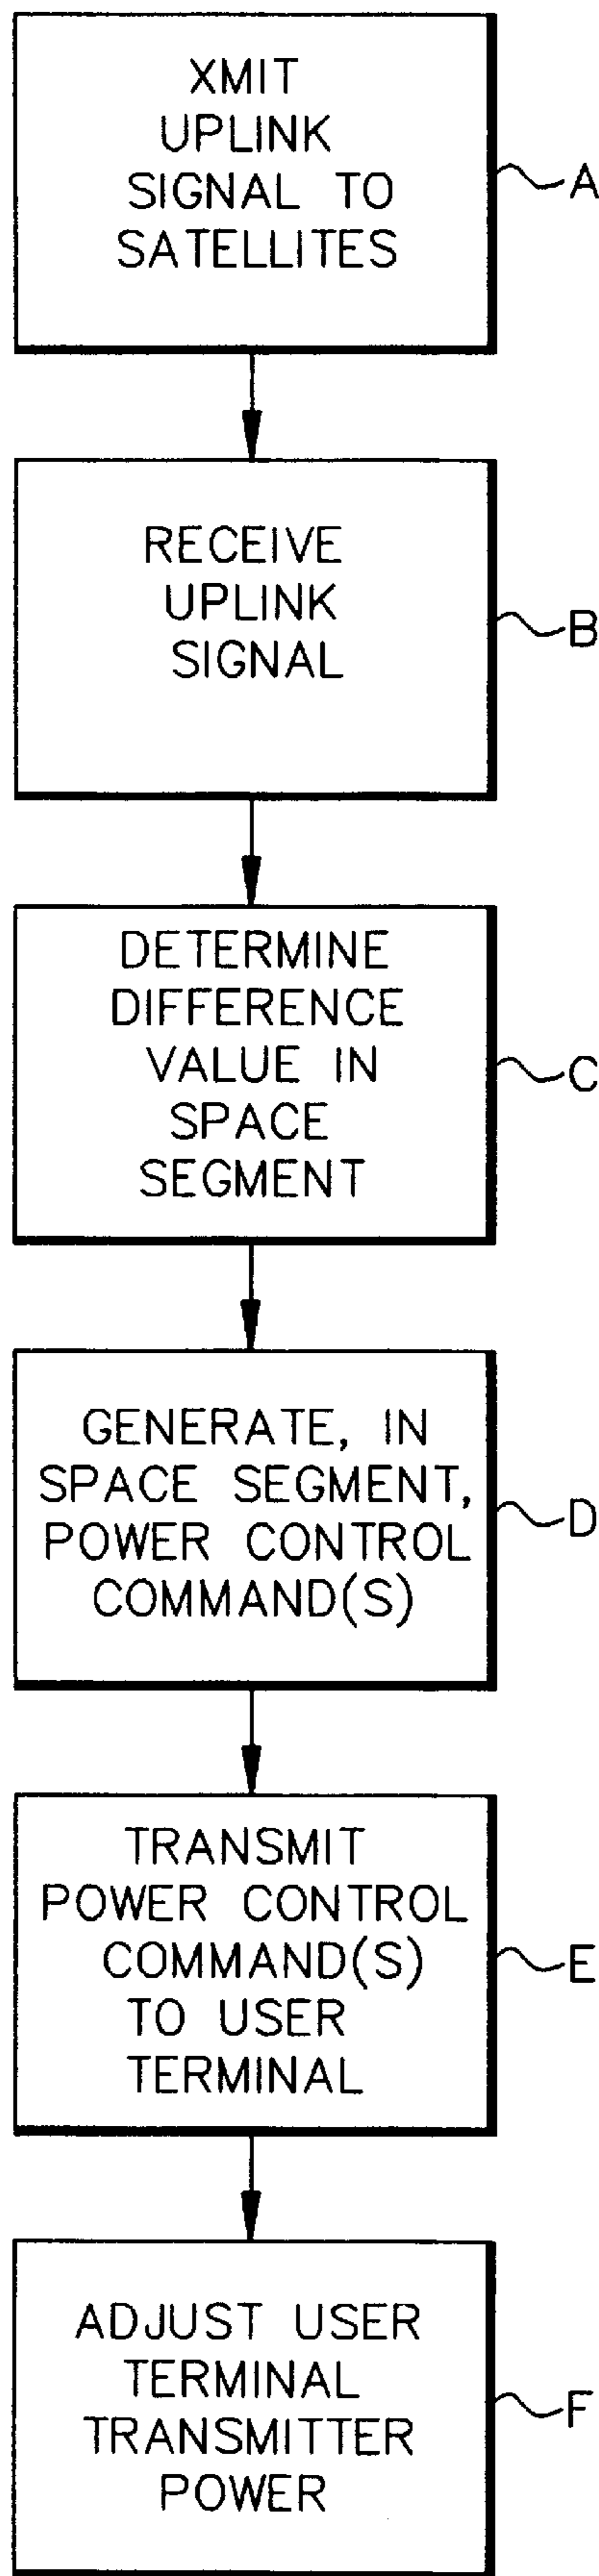 XMIT
UPLINK
SIGNAL TO
SATELLITES
A
RECEIVE
UPLINK
SIGNAL
B
DETERMINE
DIFFERENCE
VALUE IN
SPACE
SEGMENT
C
GENERATE, IN
SPACE SEGMENT,
POWER CONTROL
COMMAND(S)
D
TRANSMIT
POWER CONTROL
COMMAND(S)
TO USER
TERMINAL
E
ADJUST USER
TERMINAL
TRANSMITTER
POWER
F